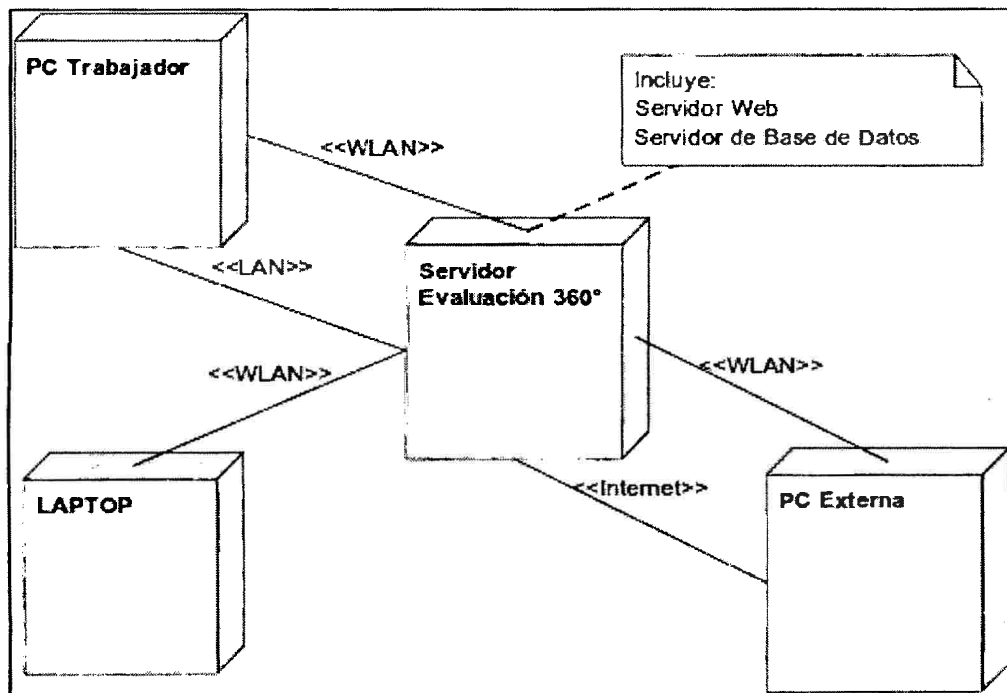 PC Trabajador
Incluye:
Servidor Web
Servidor de Base de Datos
<<WLAN>>
<<LAN>>
Servidor
Evaluación 360°
<<WLAN>>
<<WLAN>>
LAPTOP
<<Internet>>
PC Externa